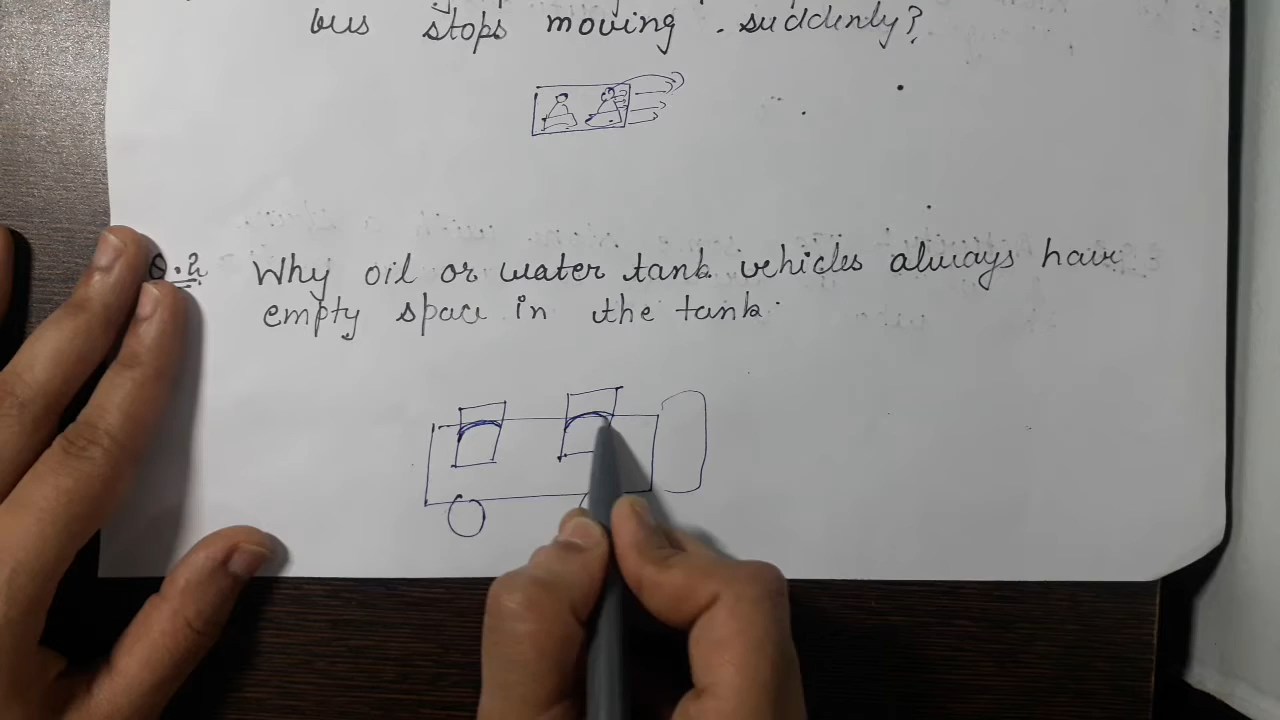 bus stops moving . suddenly?
Q.2 Why oil or water tank vehicles always have
empty space in the tank.